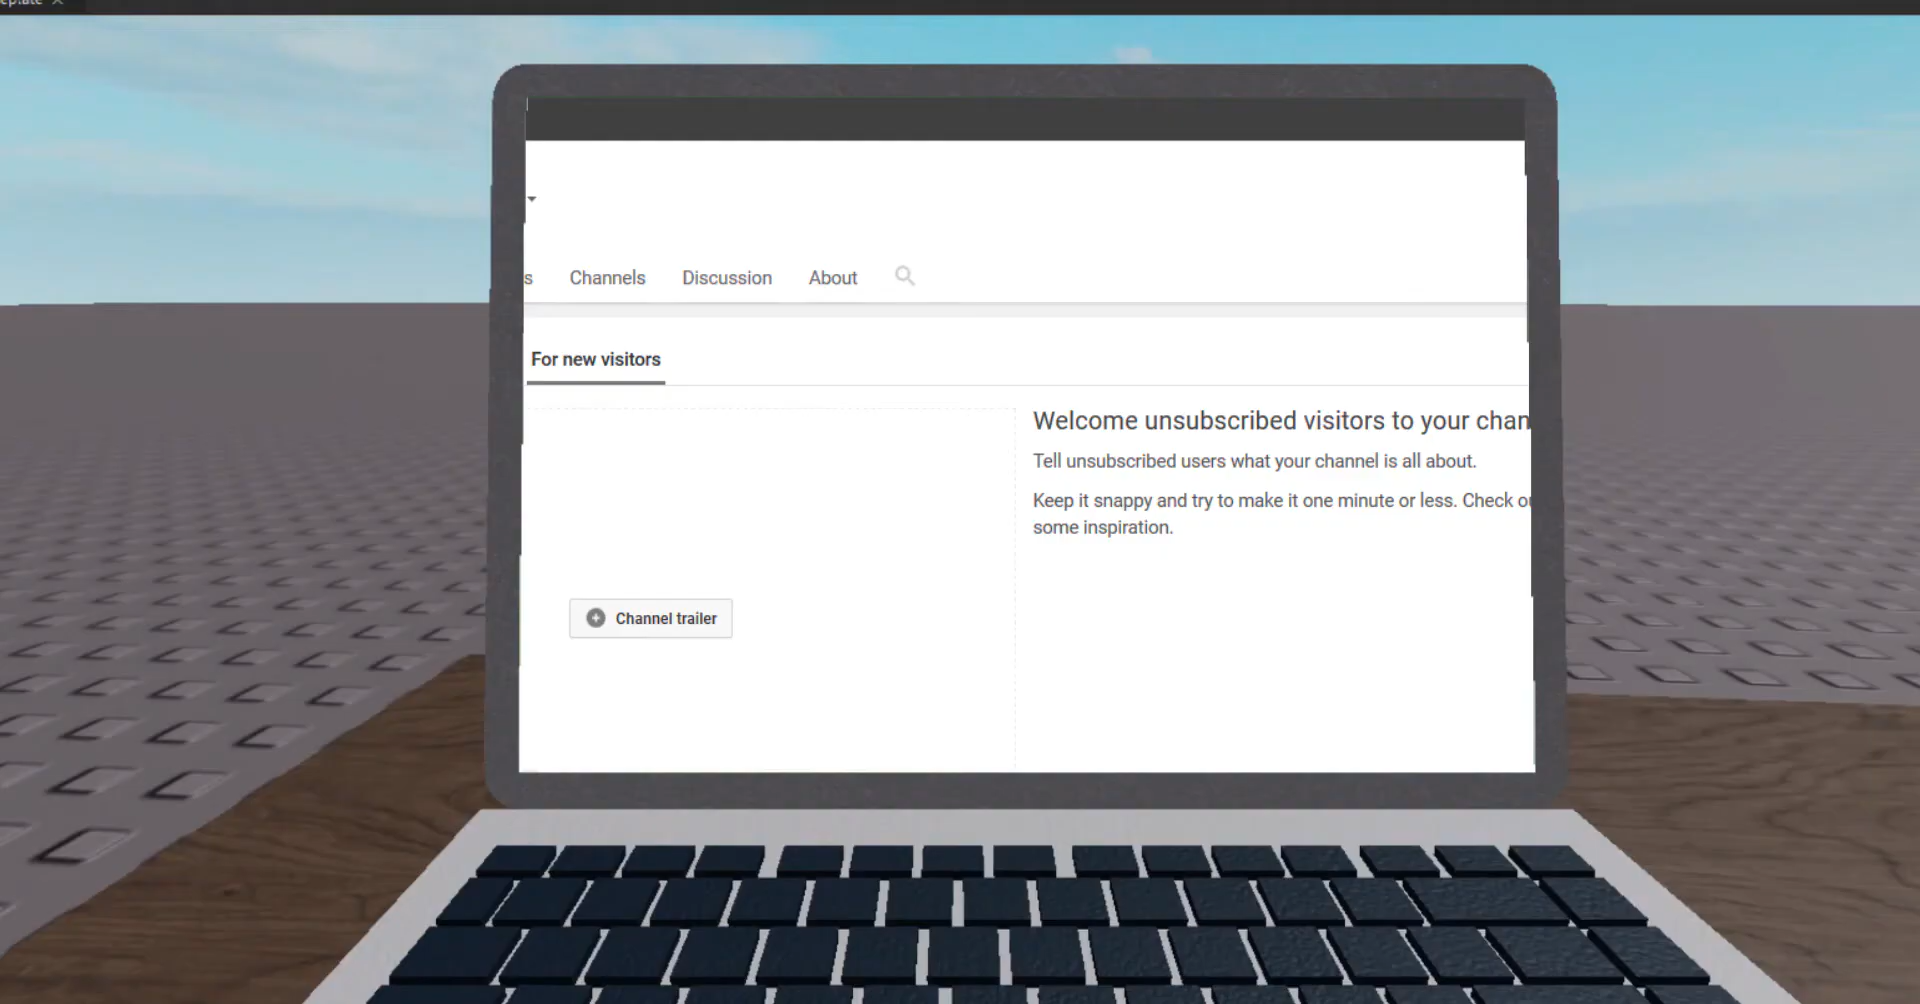 s Channels Discussion About
For new visitors
Welcome unsubscribed visitors to your chan
Tell unsubscribed users what your channel is all about.
Keep it snappy and try to make it one minute or less. Check ou
some inspiration.
Channel trailer